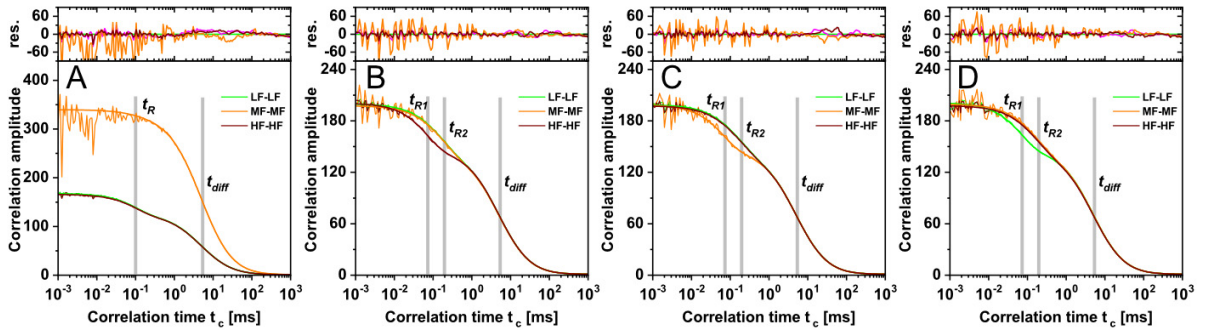 res.
60
0
-60
A
Correlation amplitude
400
300
200
100
0
t_R
t_diff
LF-LF
MF-MF
HF-HF
10^-3 10^-2 10^-1 10^0 10^1 10^2 10^3
Correlation time t_c [ms]
res.
60
0
-60
B
Correlation amplitude
240
180
120
60
0
t_R1
t_R2
t_diff
LF-LF
MF-MF
HF-HF
10^-3 10^-2 10^-1 10^0 10^1 10^2 10^3
Correlation time t_c [ms]
res.
60
0
-60
C
Correlation amplitude
240
180
120
60
0
t_R1
t_R2
t_diff
LF-LF
MF-MF
HF-HF
10^-3 10^-2 10^-1 10^0 10^1 10^2 10^3
Correlation time t_c [ms]
res.
60
0
-60
D
Correlation amplitude
240
180
120
60
0
t_R1
t_R2
t_diff
LF-LF
MF-MF
HF-HF
10^-3 10^-2 10^-1 10^0 10^1 10^2 10^3
Correlation time t_c [ms]